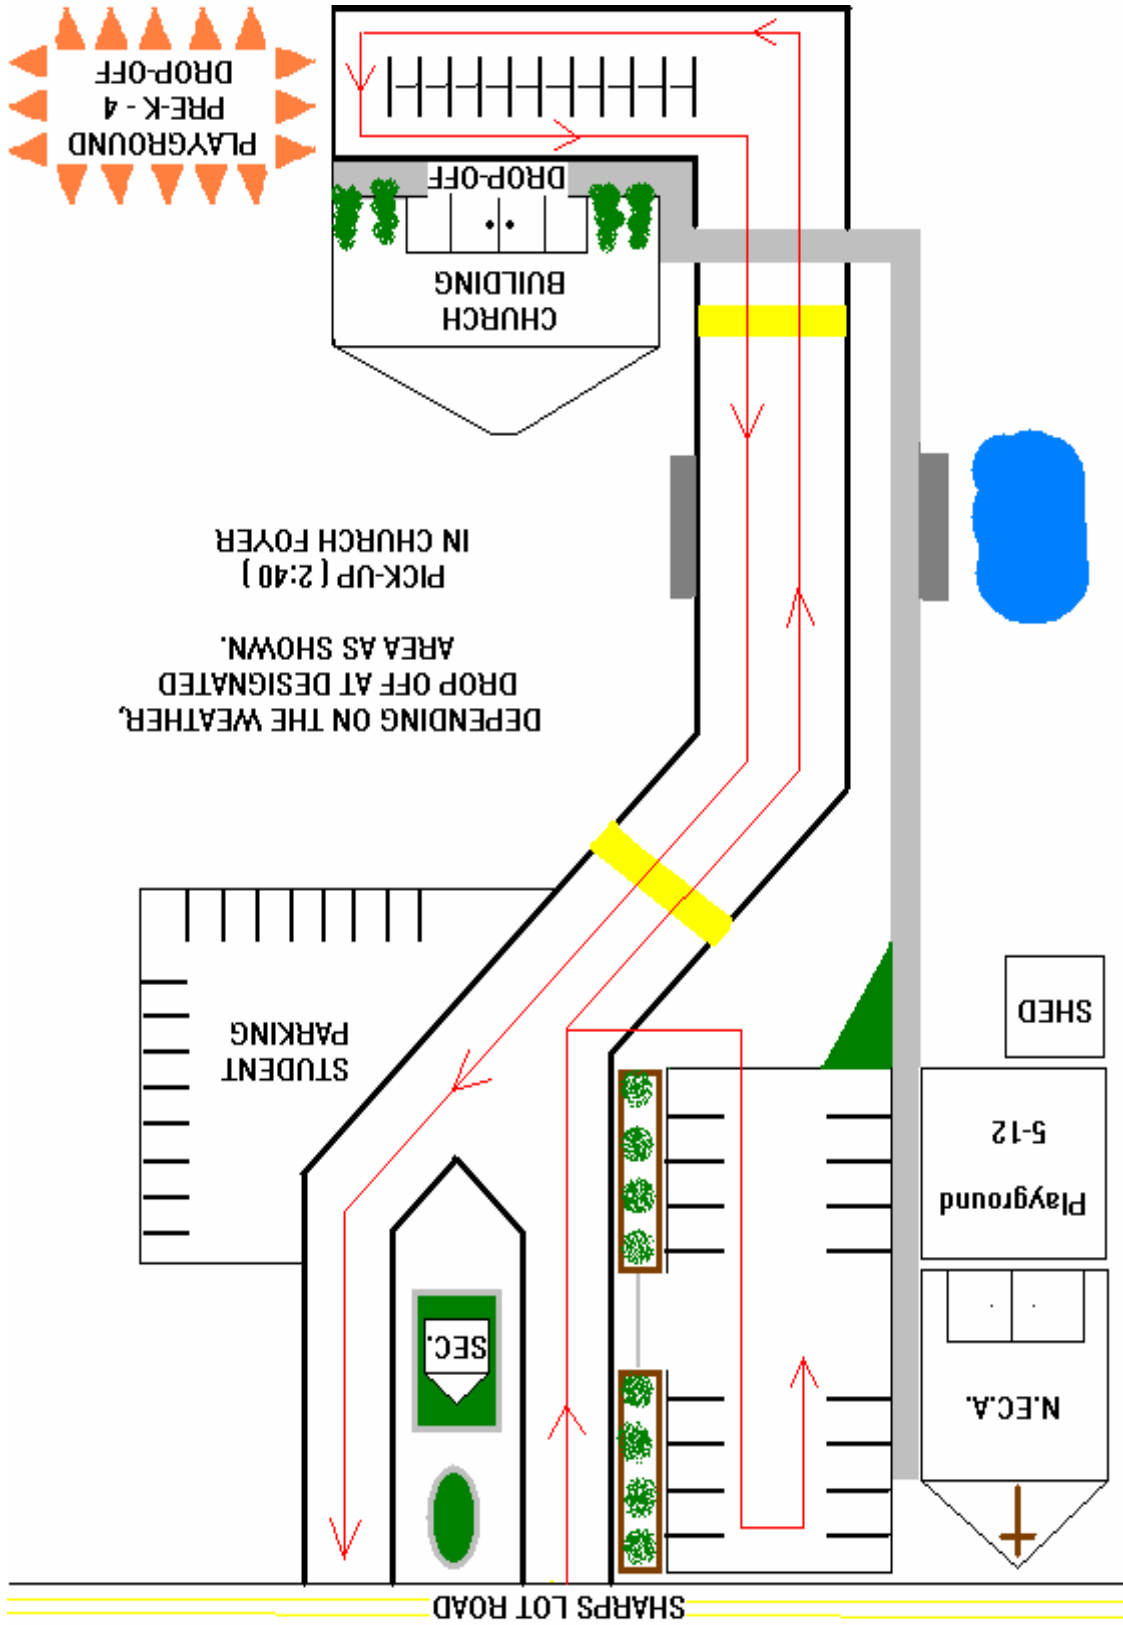 SHARPS LOT ROAD
N.EC.A.
SEC.
Playground
5-12
SHED
STUDENT
PARKING
DEPENDING ON THE WEATHER,
DROP OFF AT DESIGNATED
AREA AS SHOWN.
PICK-UP ( 2:40 )
IN CHURCH FOYER
CHURCH
BUILDING
DROP-OFF
PLAYGROUND
PRE-K - 4
DROP-OFF